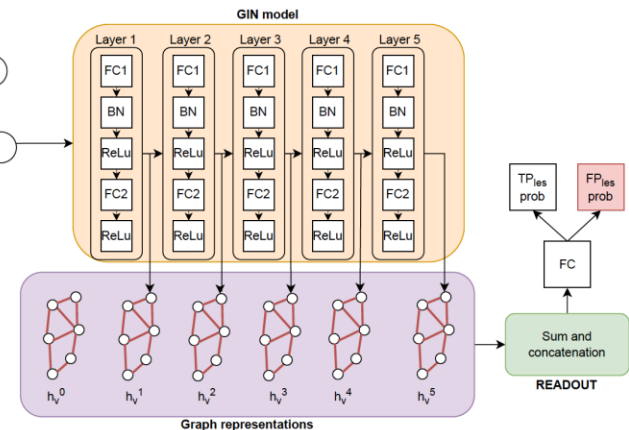 GIN model
Layer 1 Layer 2 Layer 3 Layer 4 Layer 5
FC1 FC1 FC1 FC1 FC1
BN BN BN BN BN
ReLu ReLu ReLu ReLu ReLu
FC2 FC2 FC2 FC2 FC2
ReLu ReLu ReLu ReLu ReLu
TPles FPles
prob prob
FC
Sum and
concatenation
READOUT
hv0 hv1 hv2 hv3 hv4 hv5
Graph representations